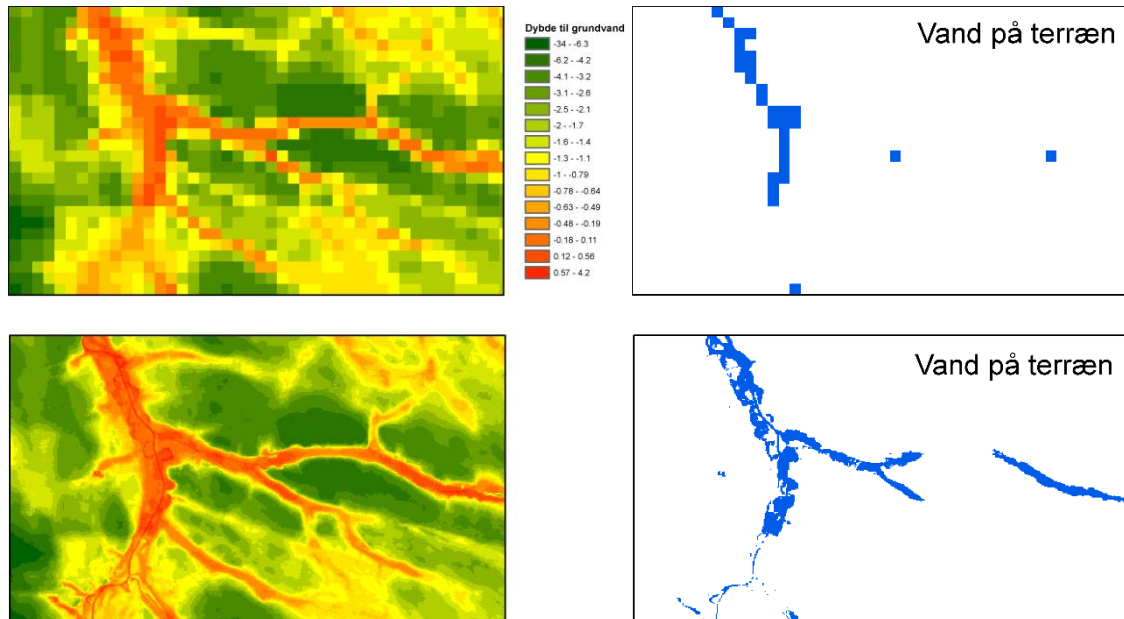 Dybde til grundvand
-34 - -6.3
-6.2 - -4.2
-4.1 - -3.2
-3.1 - -2.6
-2.5 - -2.1
-2 - -1.7
-1.6 - -1.4
-1.3 - -1.1
-1 - -0.79
-0.78 - -0.64
-0.63 - -0.49
-0.48 - -0.19
-0.18 - 0.11
0.12 - 0.56
0.57 - 4.2
Vand på terræn
Vand på terræn